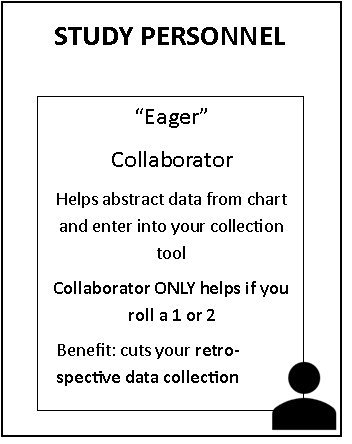 STUDY PERSONNEL
“Eager”
Collaborator
Helps abstract data from chart
and enter into your collection
tool
Collaborator ONLY helps if you
roll a 1 or 2
Benefit: cuts your retro-
spective data collection